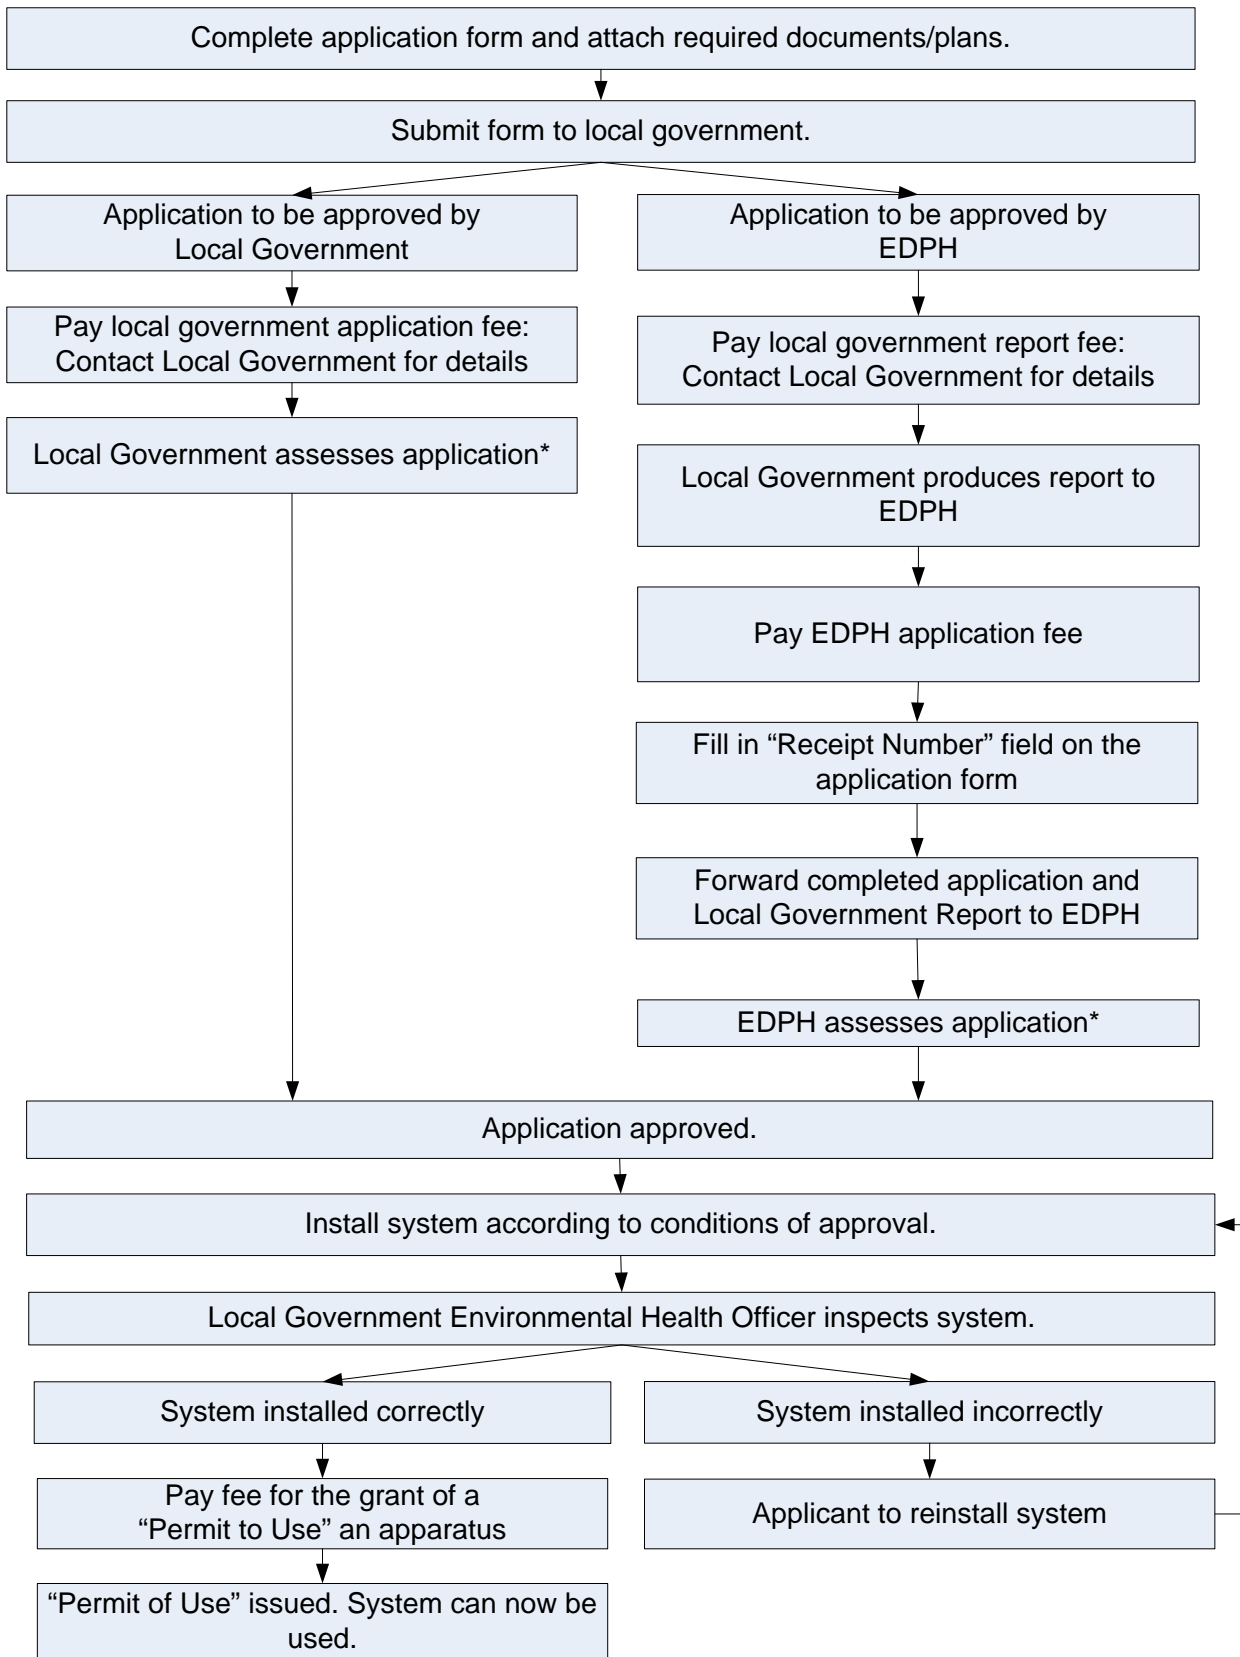 Complete application form and attach required documents/plans.
Submit form to local government.
Application to be approved by
Local Government
Pay local government application fee:
Contact Local Government for details
Local Government assesses application*
Application to be approved by
EDPH
Pay local government report fee:
Contact Local Government for details
Local Government produces report to
EDPH
Pay EDPH application fee
Fill in “Receipt Number” field on the
application form
Forward completed application and
Local Government Report to EDPH
EDPH assesses application*
Application approved.
Install system according to conditions of approval.
Local Government Environmental Health Officer inspects system.
System installed correctly
Pay fee for the grant of a
“Permit to Use” an apparatus
“Permit of Use” issued. System can now be
used.
System installed incorrectly
Applicant to reinstall system